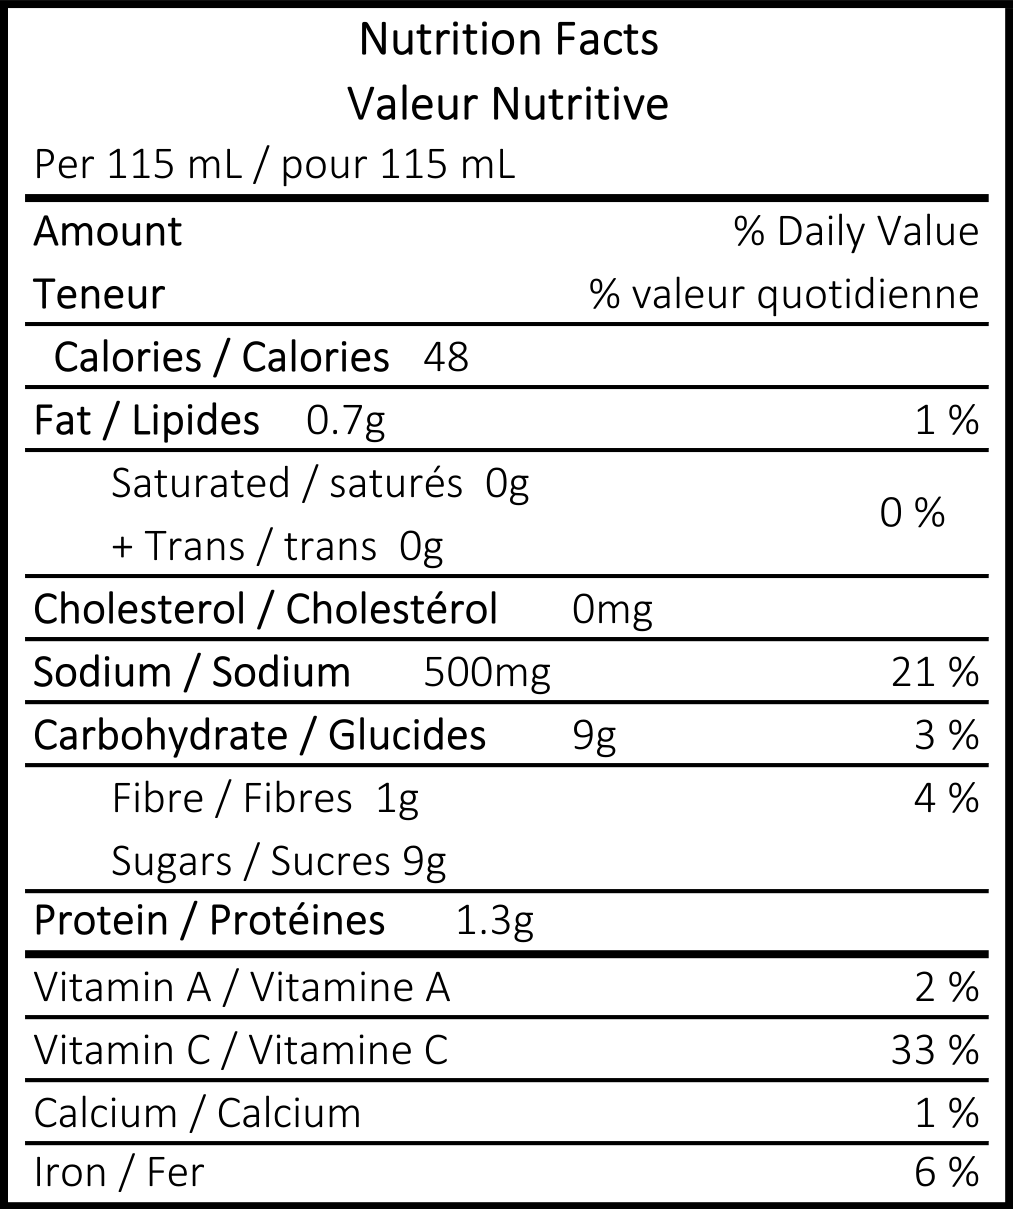 Nutrition Facts
Valeur Nutritive
Per 115 mL / pour 115 mL
Amount % Daily Value
Teneur % valeur quotidienne
Calories / Calories 48
Fat / Lipides 0.7g 1 %
Saturated / saturés 0g
0 %
+ Trans / trans 0g
Cholesterol / Cholestérol 0mg
Sodium / Sodium 500mg 21 %
Carbohydrate / Glucides 9g 3 %
Fibre / Fibres 1g 4 %
Sugars / Sucres 9g
Protein / Protéines 1.3g
Vitamin A / Vitamine A 2 %
Vitamin C / Vitamine C 33 %
Calcium / Calcium 1 %
Iron / Fer 6 %